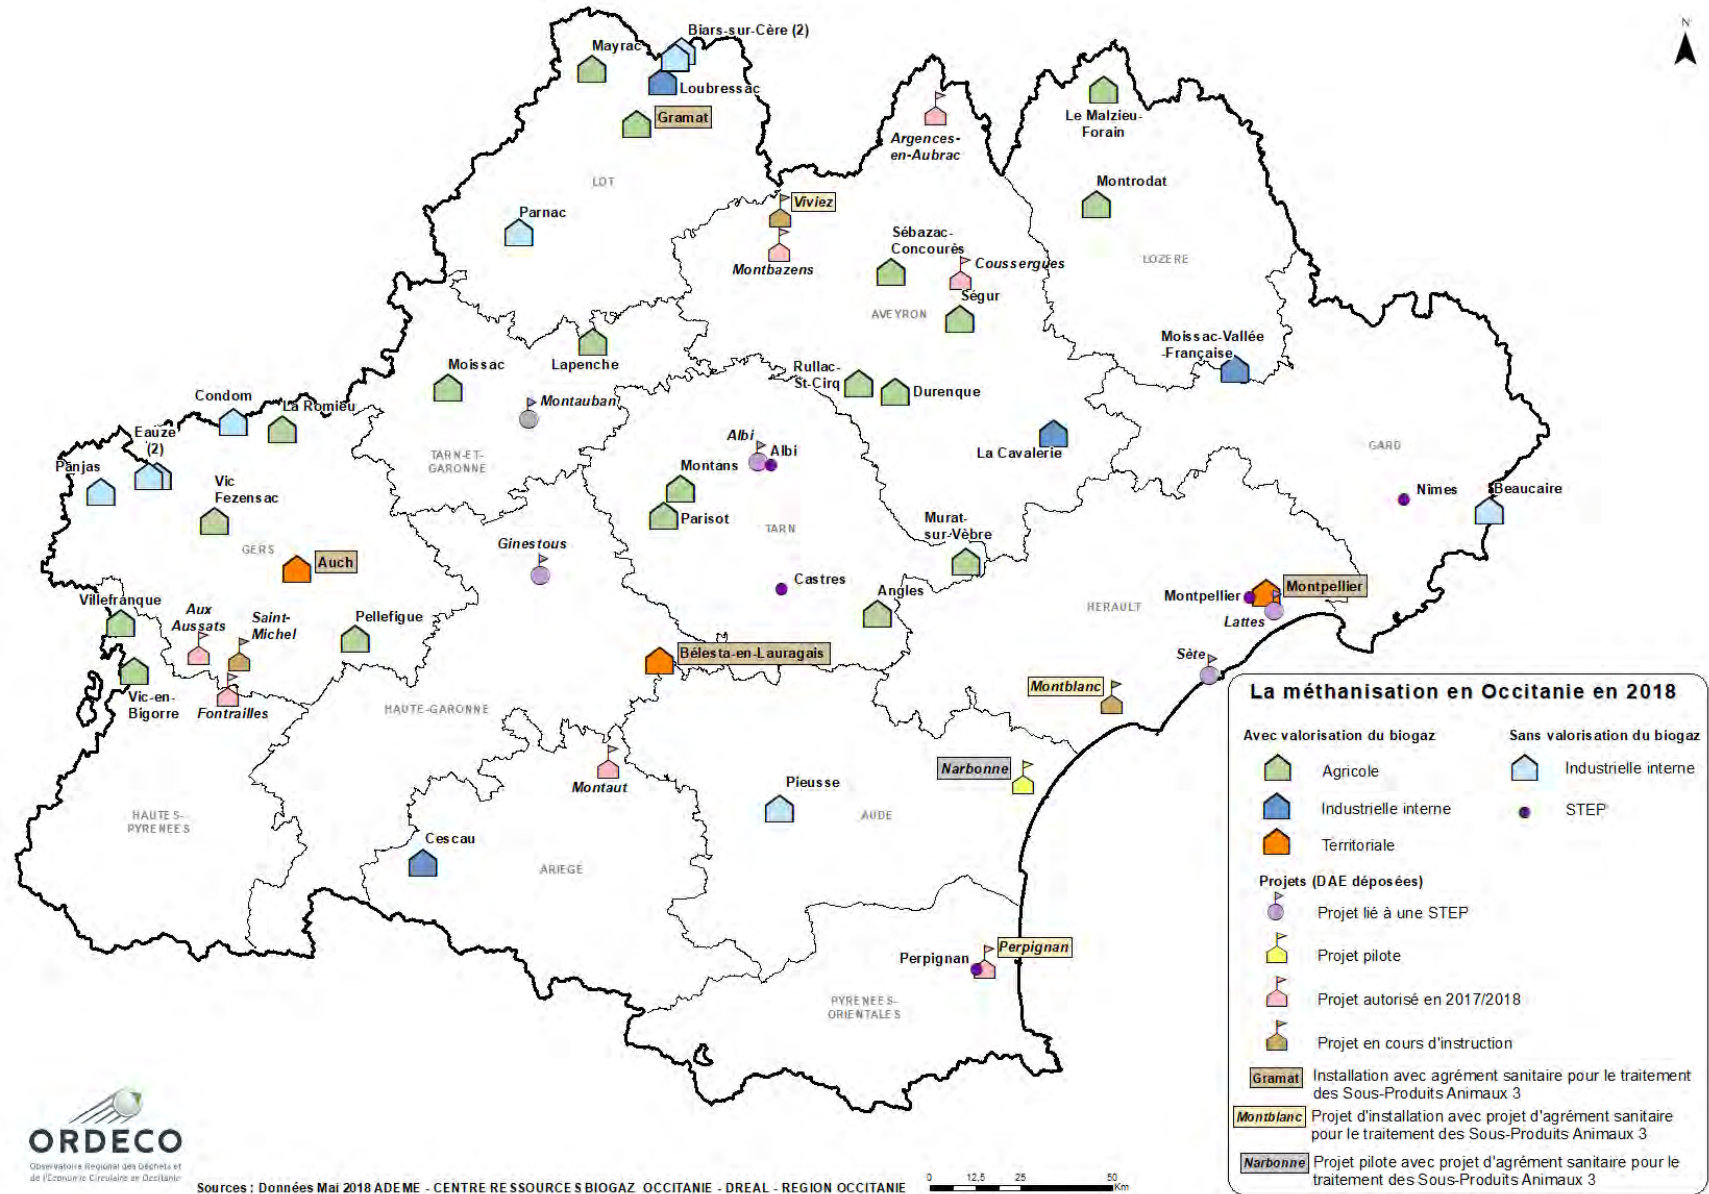 N
Biars-sur-Cère (2)
Mayrac
Loubressac
Gramat
Le Malzieu-
Forain
Argences-
en-Aubrac
LOT
Montrodat
Viviez
Parnac
Sébazac-
Concourès
Montbazens
Coussergues
LOZERE
Ségur
AVEYRON
Moissac-Vallée
-Française
Lapenche
Moissac
Rullac-
St-Cirq
Durenque
Condom
La Romieu
Montauban
Eauze
(2)
Albi
Albi
La Cavalerie
GARD
TARN-ET-
GARONNE
Panjas
Montans
Vic
Fezensac
Nîmes
Beaucaire
Parisot
TARN
Murat-
sur-Vèbre
Ginestous
GERS
Auch
Castres
Montpellier
Montpellier
Villefranque
Aux
Aussats
Saint-
Michel
Pellefigue
Angles
HERAULT
Lattes
Bélesta-en-Lauragais
Sète
Vic-en-
Bigorre
Fontrailles
HAUTE-GARONNE
Montblanc
Montaut
Narbonne
Pieusse
HAUTES-
PYRENEES
AUDE
Cescau
ARIEGE
Perpignan
Perpignan
PYRENEES-
ORIENTALES
La méthanisation en Occitanie en 2018
Avec valorisation du biogaz
Agricole
Industrielle interne
Territoriale
Sans valorisation du biogaz
Industrielle interne
STEP
Projets (DAE déposées)
Projet lié à une STEP
Projet pilote
Projet autorisé en 2017/2018
Projet en cours d'instruction
Gramat Installation avec agrément sanitaire pour le traitement
des Sous-Produits Animaux 3
Montblanc Projet d'installation avec projet d'agrément sanitaire
pour le traitement des Sous-Produits Animaux 3
Narbonne Projet pilote avec projet d'agrément sanitaire pour le
traitement des Sous-Produits Animaux 3
ORDECO
Observatoire Régional des Déchets et
de l'Économie Circulaire en Occitanie
Sources : Données Mai 2018 ADEME - CENTRE RESSOURCES BIOGAZ OCCITANIE - DREAL - REGION OCCITANIE
0 12,5 25 50
Km